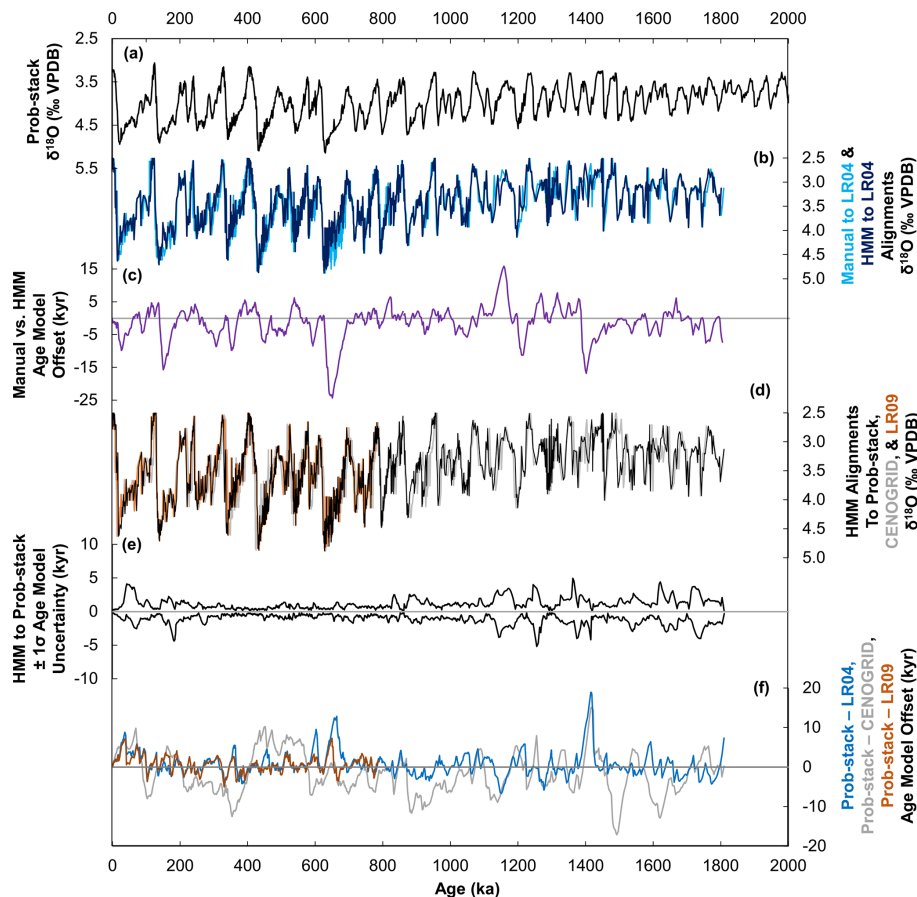 0 200 400 600 800 1000 1200 1400 1600 1800 2000
(a)
2.5
3.5
4.5
5.5
Prob-stack
δ¹⁸O (‰ VPDB)
(b)
2.5
3.0
3.5
4.0
4.5
5.0
Manual to LR04 &
HMM to LR04
Alignments
δ¹⁸O (‰ VPDB)
(c)
15
5
-5
-15
-25
Manual vs. HMM
Age Model
Offset (kyr)
(d)
2.5
3.0
3.5
4.0
4.5
5.0
HMM Alignments
To Prob-stack,
CENOGRID, & LR09
δ¹⁸O (‰ VPDB)
(e)
10
5
0
-5
-10
HMM to Prob-stack
± 1σ Age Model
Uncertainty (kyr)
(f)
20
10
0
-10
-20
Prob-stack – LR04,
Prob-stack – CENOGRID,
Prob-stack – LR09
Age Model Offset (kyr)
0 200 400 600 800 1000 1200 1400 1600 1800 2000
Age (ka)